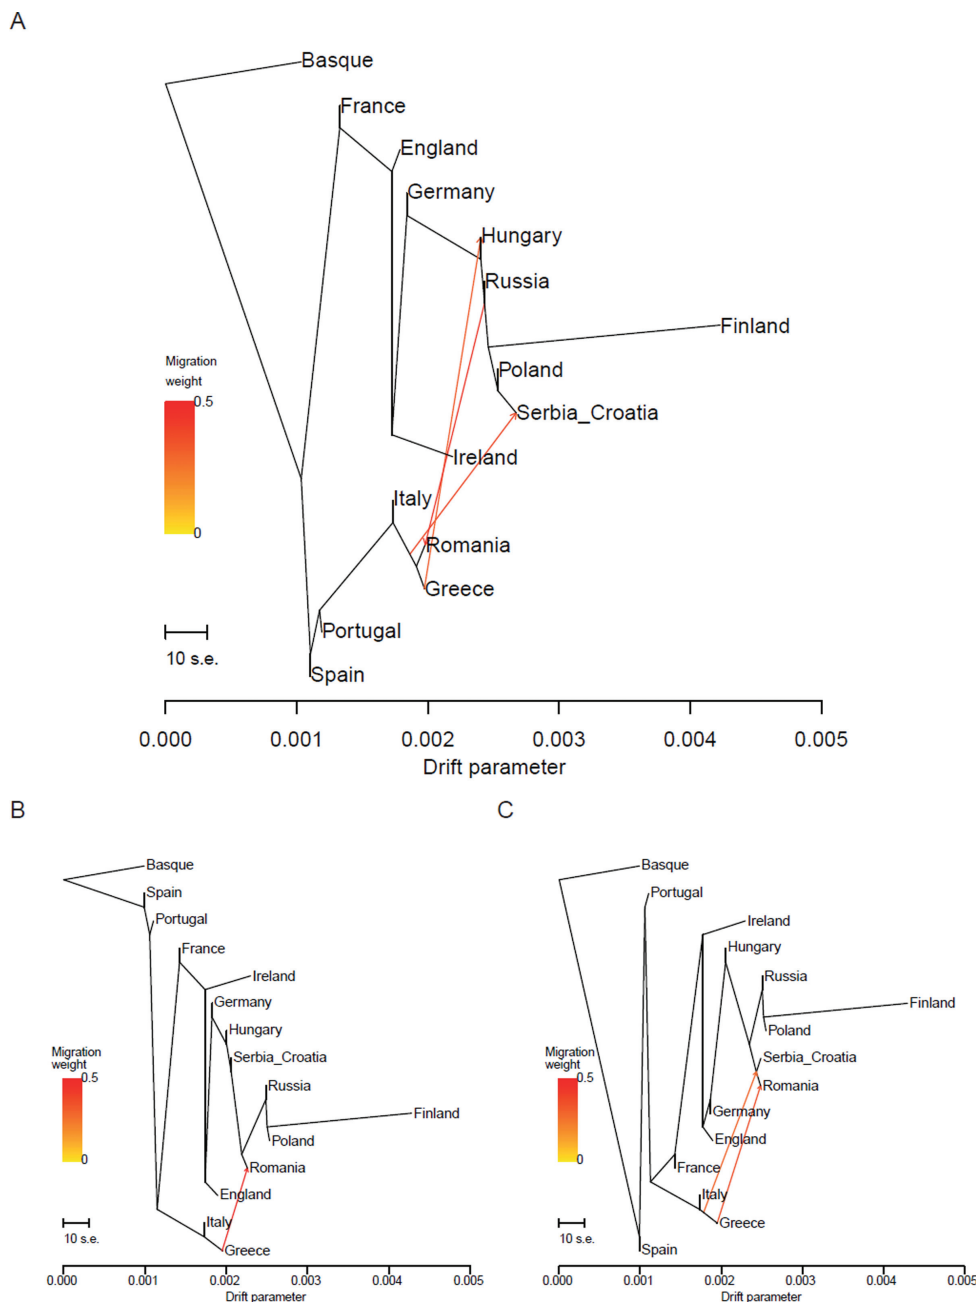 A
Basque
France
England
Germany
Hungary
Russia
Finland
Migration
weight
Poland
0.5
Serbia_Croatia
Ireland
Italy
0
Romania
Greece
Portugal
10 s.e.
Spain
0.000 0.001 0.002 0.003 0.004 0.005
Drift parameter
B
Basque
Spain
Portugal
France
Ireland
Germany
Hungary
Migration
weight
Serbia_Croatia
0.5
Russia
Finland
Poland
0
Romania
England
Italy
10 s.e.
Greece
0.000 0.001 0.002 0.003 0.004 0.005
Drift parameter
C
Basque
Portugal
Ireland
Hungary
Russia
Finland
Poland
Migration
weight
Serbia_Croatia
0.5
Romania
Germany
England
0
France
Italy
10 s.e.
Greece
Spain
0.000 0.001 0.002 0.003 0.004 0.005
Drift parameter